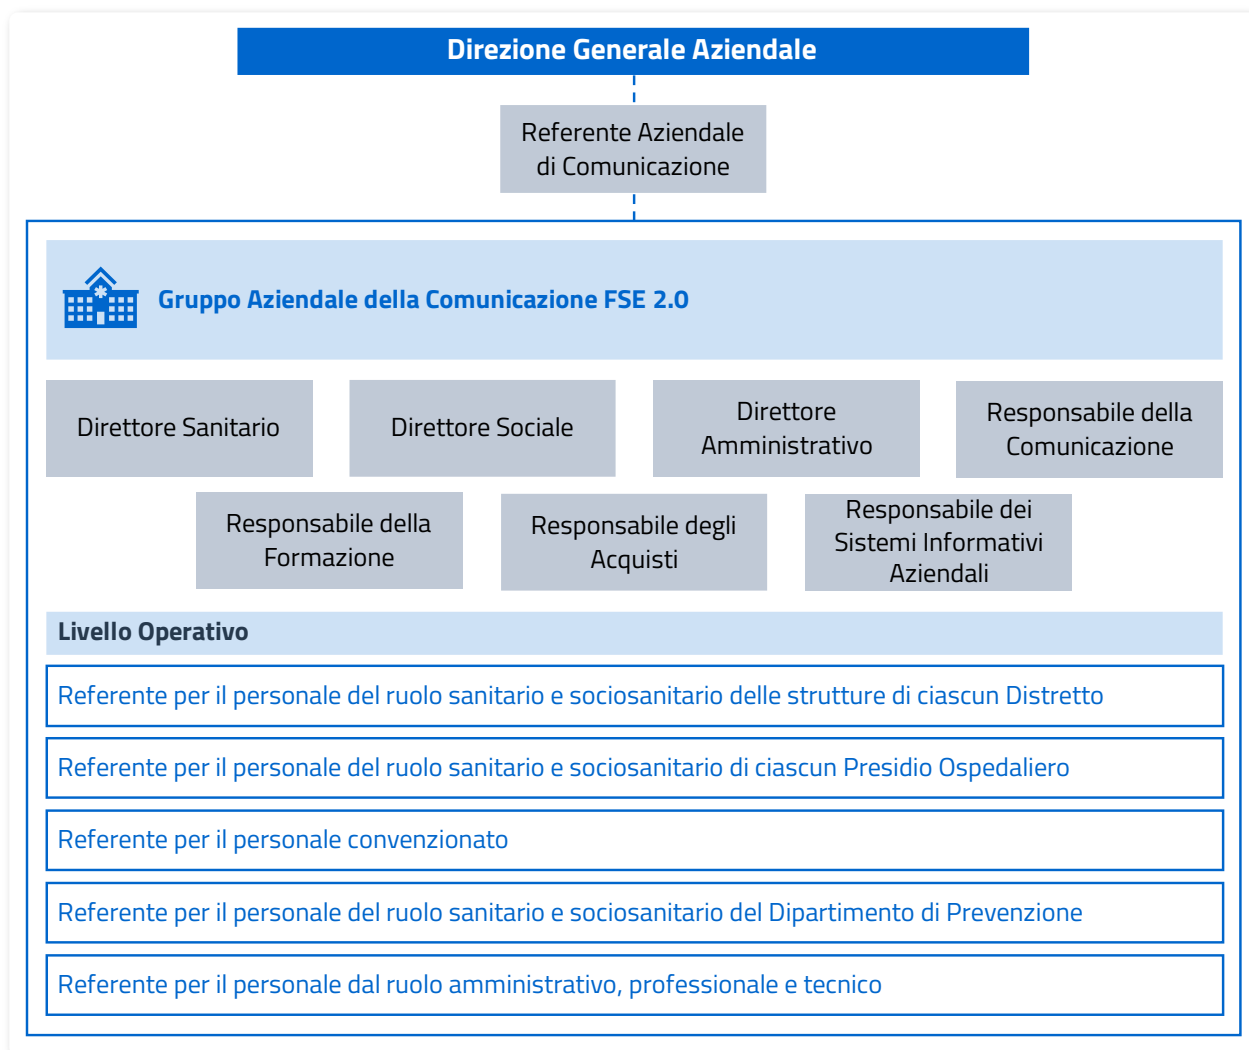 Direzione Generale Aziendale
Referente Aziendale
di Comunicazione
Gruppo Aziendale della Comunicazione FSE 2.0
Direttore Sanitario
Direttore Sociale
Direttore
Amministrativo
Responsabile della
Comunicazione
Responsabile della
Formazione
Responsabile degli
Acquisti
Responsabile dei
Sistemi Informativi
Aziendali
Livello Operativo
Referente per il personale del ruolo sanitario e sociosanitario delle strutture di ciascun Distretto
Referente per il personale del ruolo sanitario e sociosanitario di ciascun Presidio Ospedaliero
Referente per il personale convenzionato
Referente per il personale del ruolo sanitario e sociosanitario del Dipartimento di Prevenzione
Referente per il personale dal ruolo amministrativo, professionale e tecnico